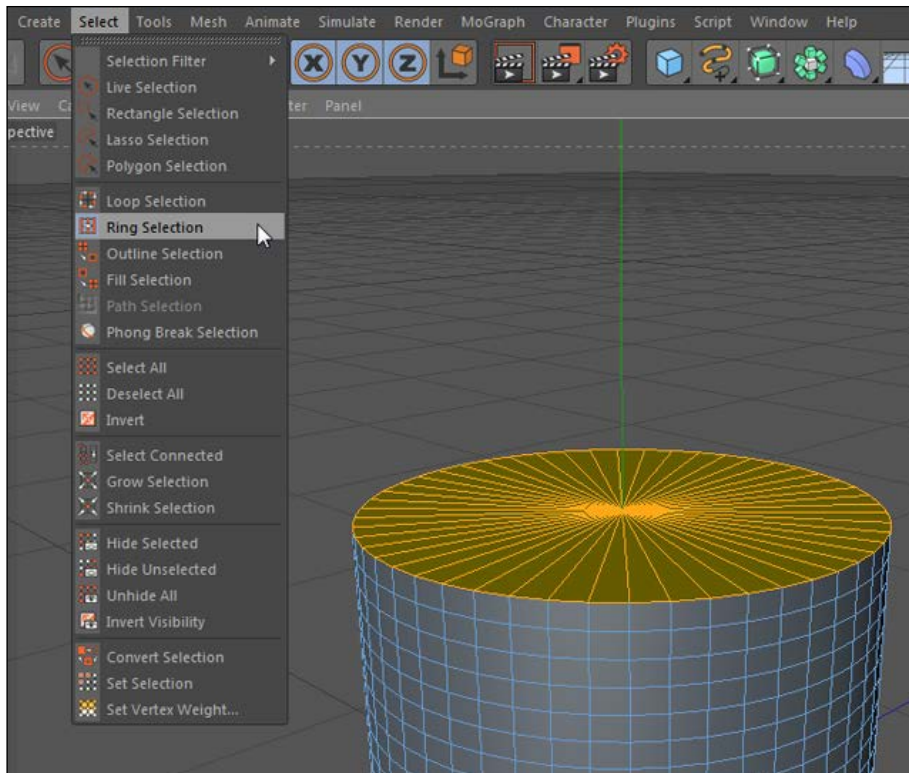 Create Select Tools Mesh Animate Simulate Render MoGraph Character Plugins Script Window Help
X Y Z
View Ca ter Panel
pective
Selection Filter
Live Selection
Rectangle Selection
Lasso Selection
Polygon Selection
Loop Selection
Ring Selection
Outline Selection
Fill Selection
Path Selection
Phong Break Selection
Select All
Deselect All
Invert
Select Connected
Grow Selection
Shrink Selection
Hide Selected
Hide Unselected
Unhide All
Invert Visibility
Convert Selection
Set Selection
Set Vertex Weight...